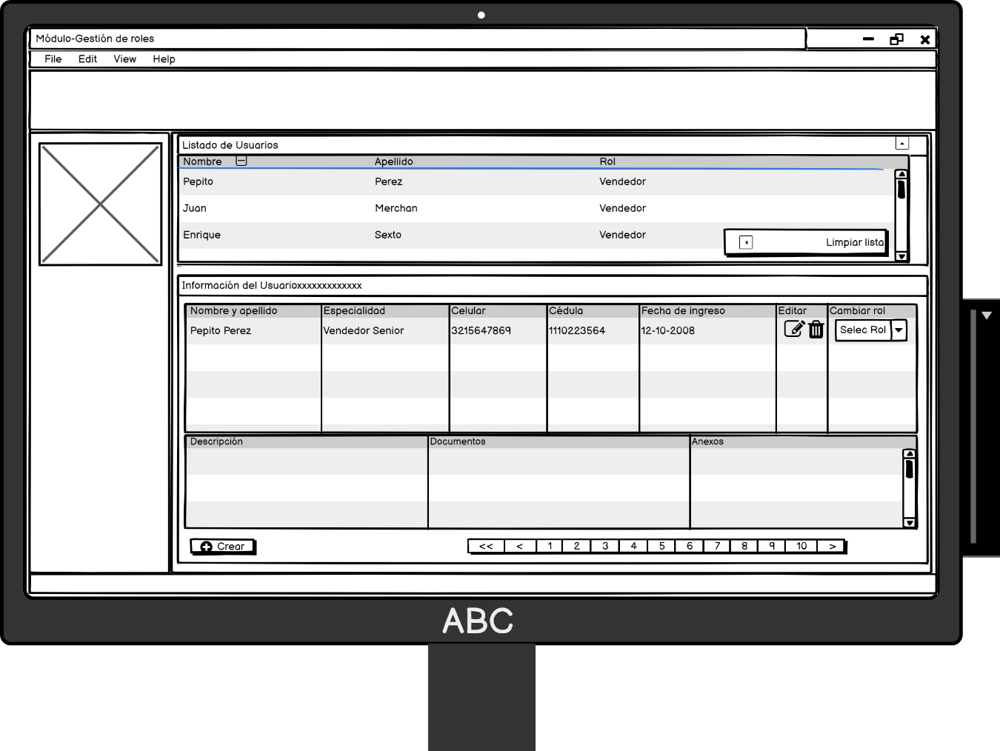 Módulo-Gestión de roles
File Edit View Help
Listado de Usuarios
Nombre Apellido Rol
Pepito Perez Vendedor
Juan Merchan Vendedor
Enrique Sexto Vendedor
Limpiar lista
Información del Usuarioxxxxxxxxxxxxx
Nombre y apellido Especialidad Celular Cédula Fecha de ingreso Editar Cambiar rol
Pepito Perez Vendedor Senior 3215647869 1110223564 12-10-2008 Selec Rol
Descripción Documentos Anexos
Crear << < 1 2 3 4 5 6 7 8 9 10 >
ABC